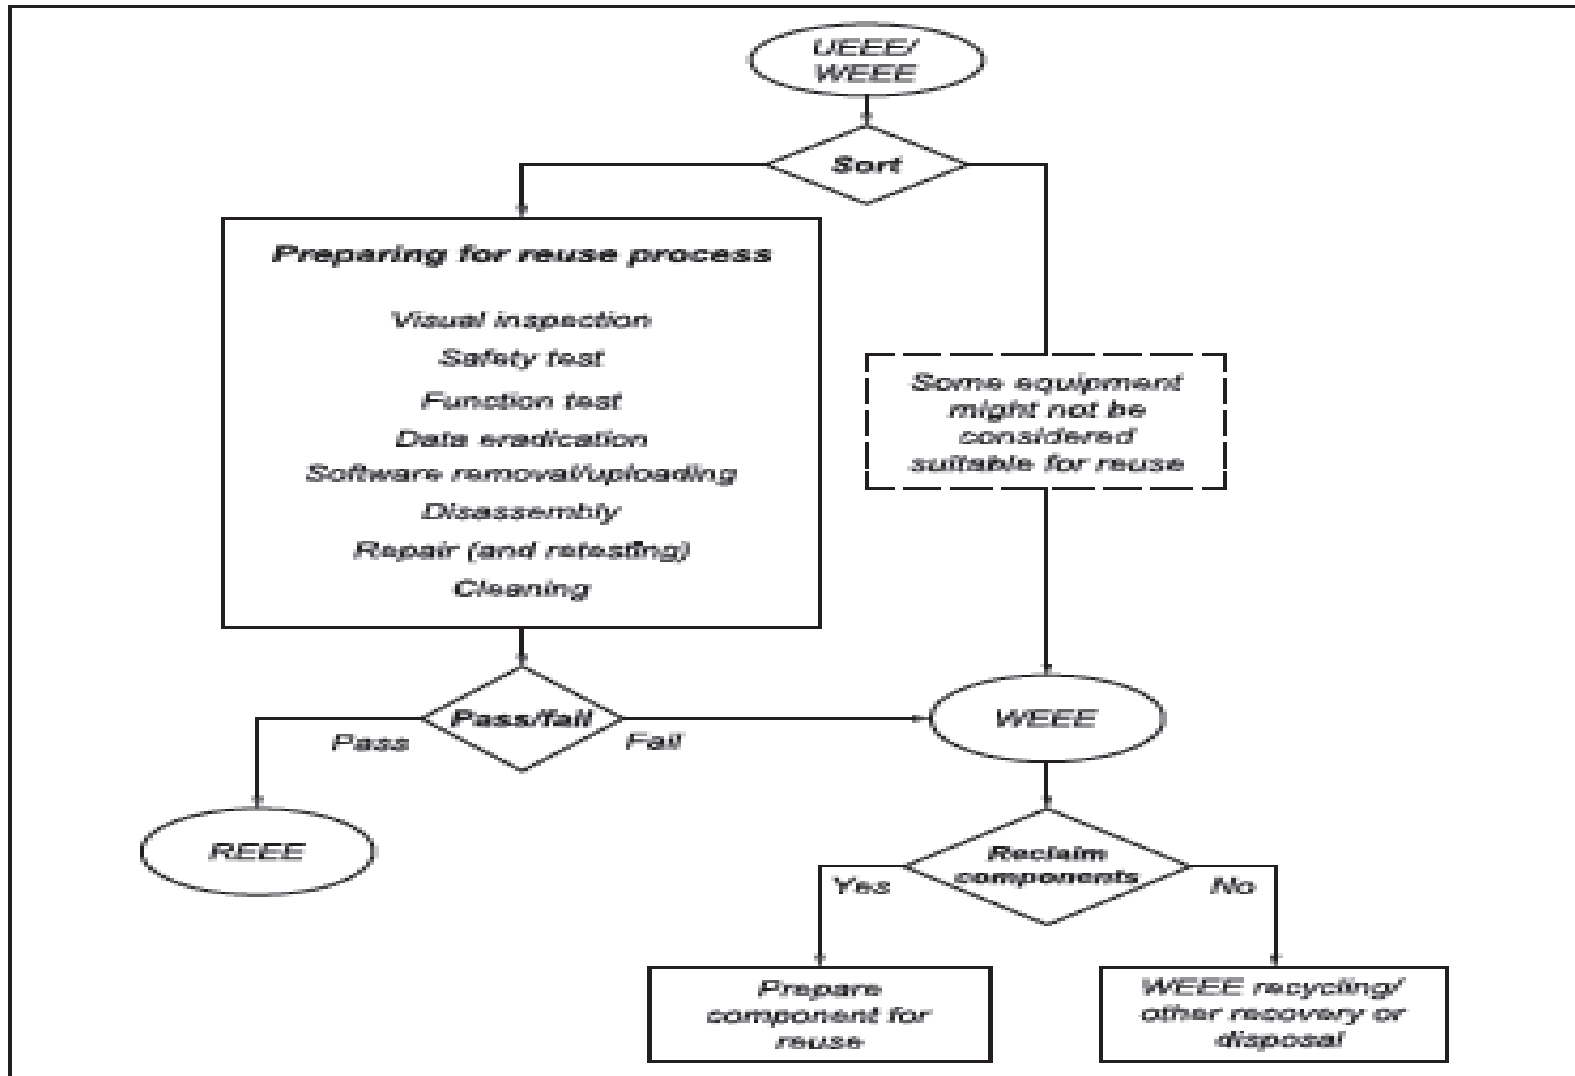 UEEE/
WEEE
Sort
Preparing for reuse process
Visual inspection
Safety test
Function test
Data eradication
Software removal/uploading
Disassembly
Repair (and retesting)
Cleaning
Some equipment
might not be
considered
suitable for reuse
Pass/fail
Pass
Fail
WEEE
REEE
Reclaim
components
Yes
No
Prepare
component for
reuse
WEEE recycling/
other recovery or
disposal